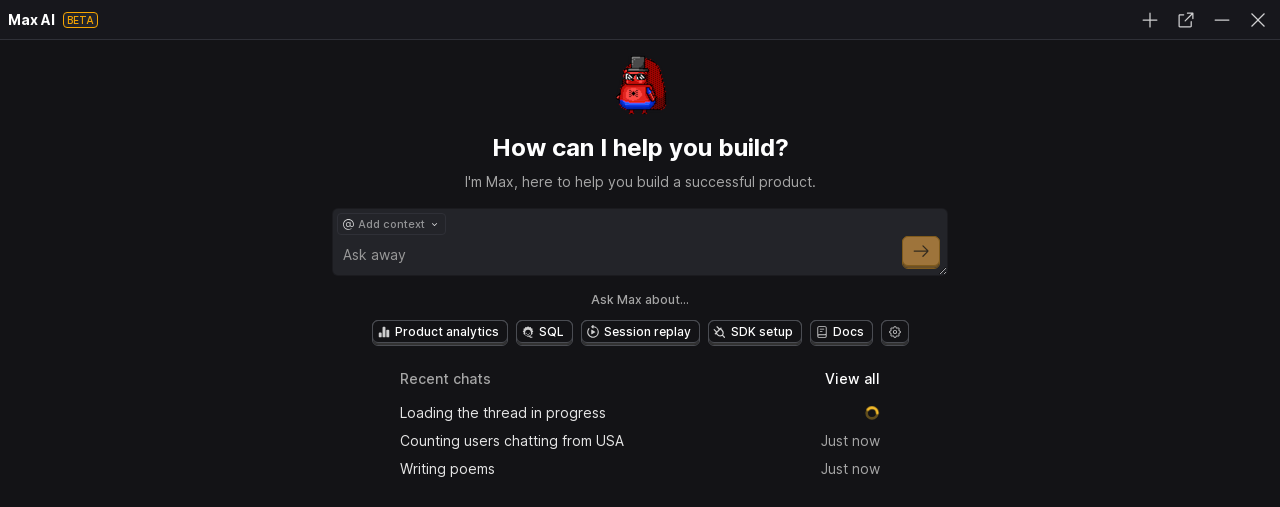 Max AI BETA
How can I help you build?
I'm Max, here to help you build a successful product.
@ Add context
Ask away
Ask Max about...
Product analytics SQL Session replay SDK setup Docs
Recent chats View all
Loading the thread in progress
Counting users chatting from USA Just now
Writing poems Just now